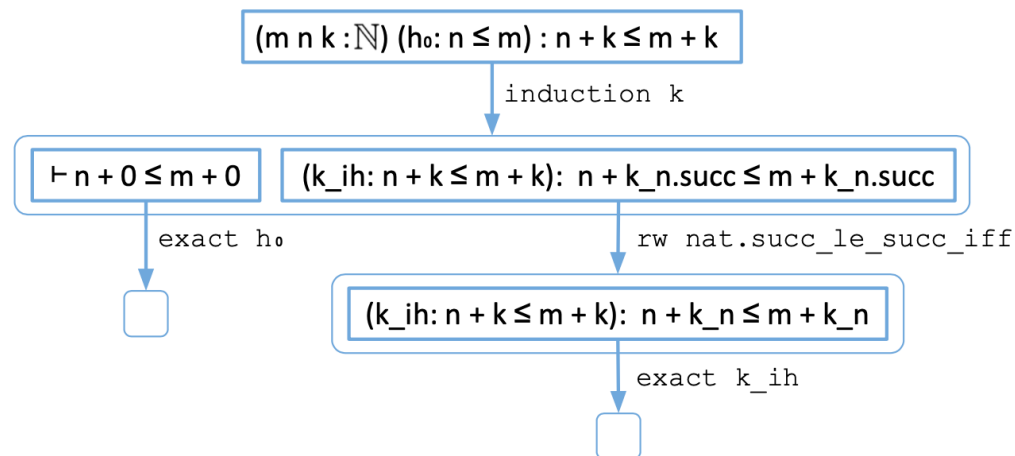 (m n k :ℕ) (h₀: n ≤ m) : n + k ≤ m + k
induction k
⊢ n + 0 ≤ m + 0
(k_ih: n + k ≤ m + k): n + k_n.succ ≤ m + k_n.succ
exact h₀
rw nat.succ_le_succ_iff
(k_ih: n + k ≤ m + k): n + k_n ≤ m + k_n
exact k_ih